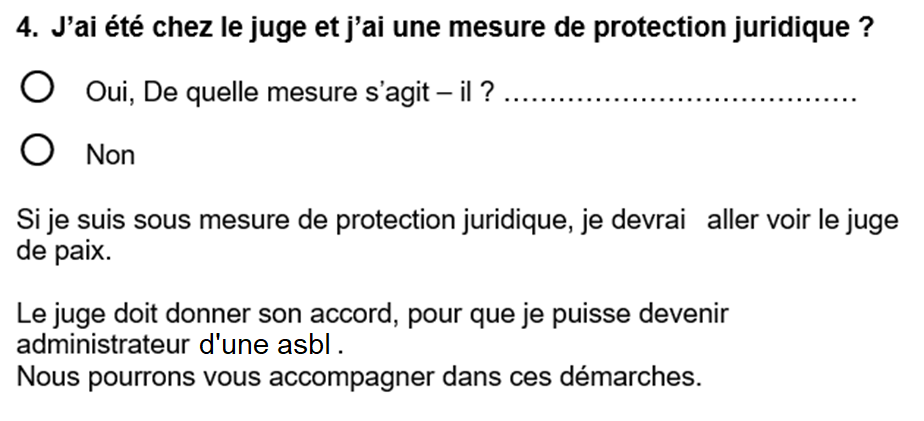 4. J’ai été chez le juge et j’ai une mesure de protection juridique ?
Oui, De quelle mesure s’agit – il ? ……………………………………
Non
Si je suis sous mesure de protection juridique, je devrai aller voir le juge
de paix.
Le juge doit donner son accord, pour que je puisse devenir
administrateur d'une asbl .
Nous pourrons vous accompagner dans ces démarches.